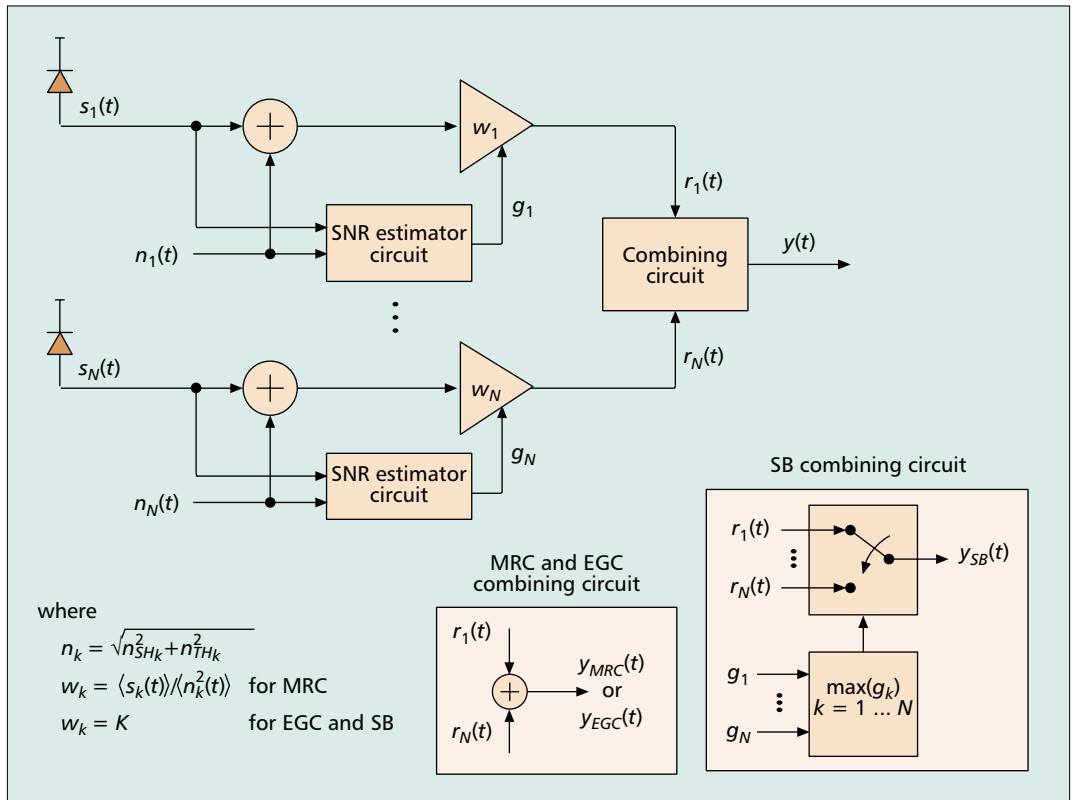 s1(t)
+
w1
r1(t)
g1
SNR estimator
circuit
n1(t)
Combining
circuit
y(t)
sN(t)
+
wN
rN(t)
gN
SNR estimator
circuit
nN(t)
SB combining circuit
r1(t)
rN(t)
ySB(t)
g1
gN
max(gk)
k = 1 ... N
MRC and EGC
combining circuit
r1(t)
+
rN(t)
yMRC(t)
or
yEGC(t)
where
nk = √n²SHk+n²THk
wk = ⟨sk(t)⟩/⟨n²k(t)⟩ for MRC
wk = K for EGC and SB